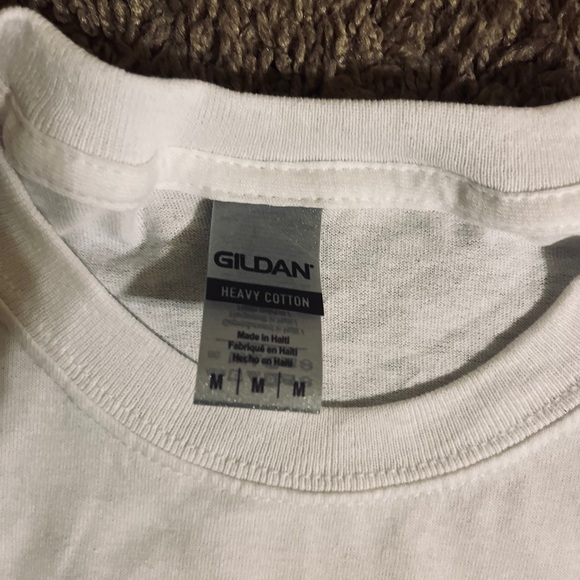 GILDAN
HEAVY COTTON
Made in Haiti
Fabriqué en Haïti
Hecho en Haití
M | M | M